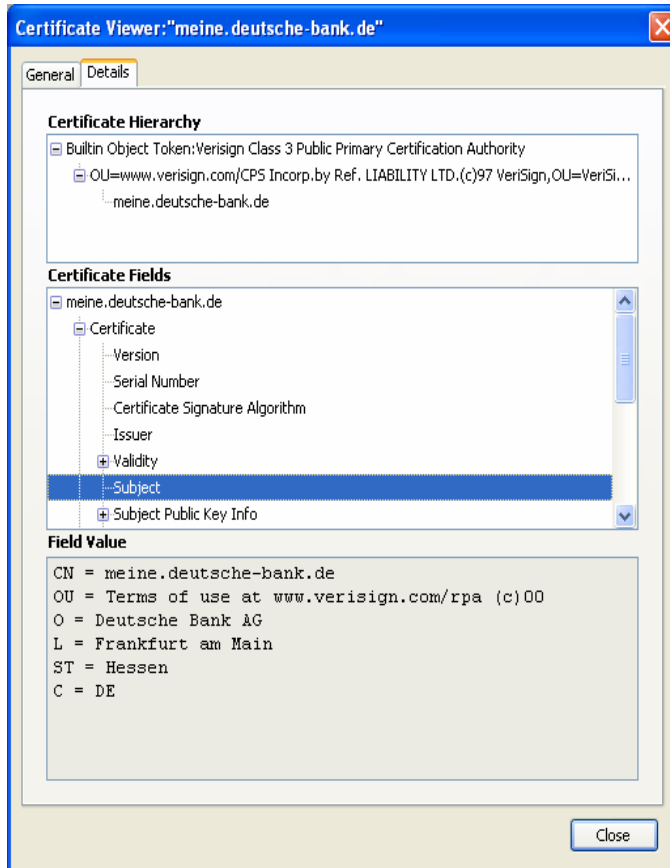 Certificate Viewer:"meine.deutsche-bank.de"
General Details
Certificate Hierarchy
Builtin Object Token:Verisign Class 3 Public Primary Certification Authority
OU=www.verisign.com/CPS Incorp.by Ref. LIABILITY LTD.(c)97 VeriSign,OU=VeriSi...
meine.deutsche-bank.de
Certificate Fields
meine.deutsche-bank.de
Certificate
Version
Serial Number
Certificate Signature Algorithm
Issuer
Validity
Subject
Subject Public Key Info
Field Value
CN = meine.deutsche-bank.de
OU = Terms of use at www.verisign.com/rpa (c)00
O = Deutsche Bank AG
L = Frankfurt am Main
ST = Hessen
C = DE
Close